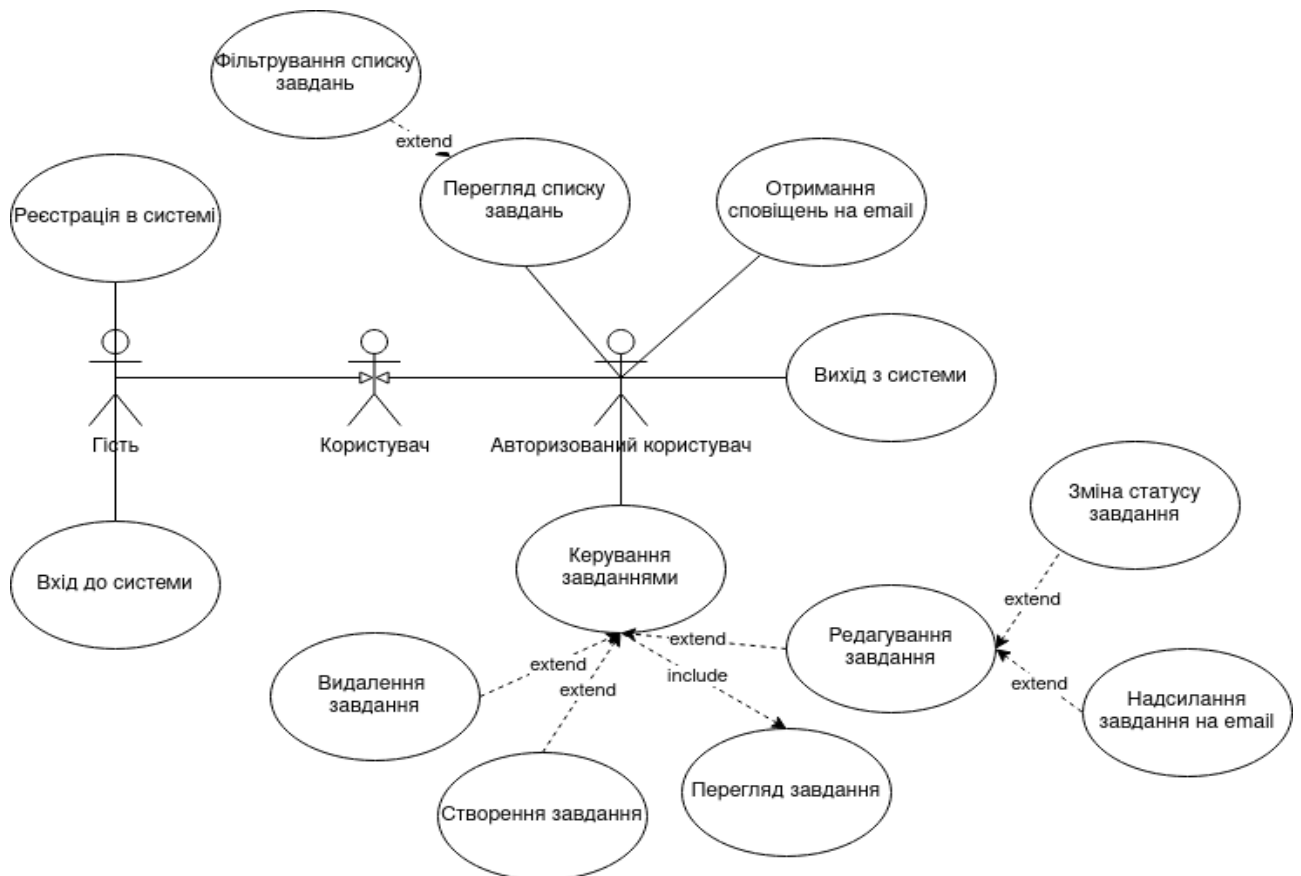 Фільтрування списку
завдань
extend
Перегляд списку
завдань
Отримання
сповіщень на email
Реєстрація в системі
Вихід з системи
Гість
Користувач
Авторизований користувач
Зміна статусу
завдання
Керування
завданнями
Вхід до системи
extend
Редагування
завдання
extend
extend
extend
include
extend
Видалення
завдання
Надсилання
завдання на email
Перегляд завдання
Створення завдання